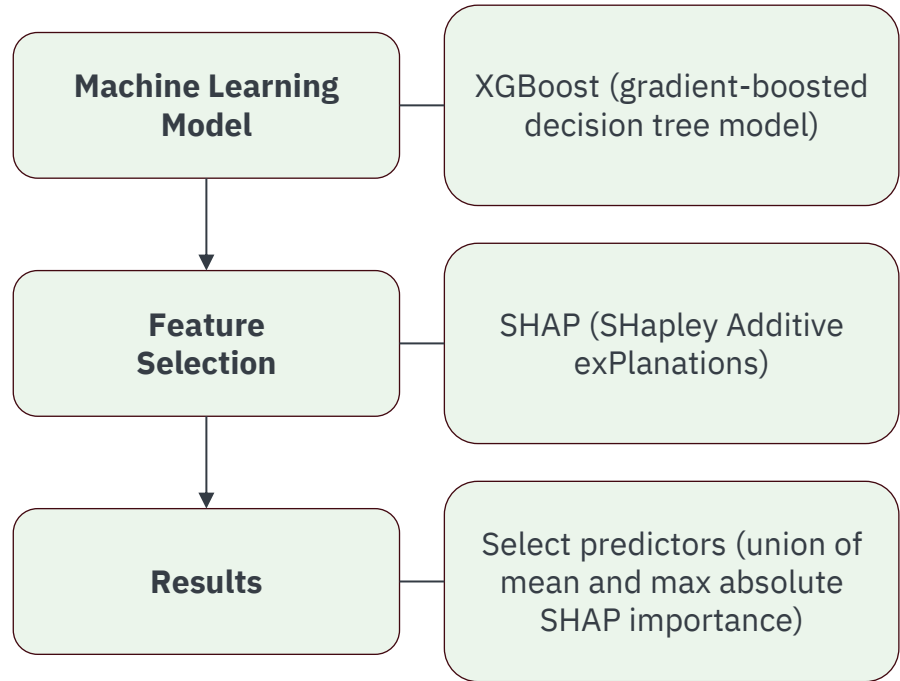 Machine Learning
Model
XGBoost (gradient-boosted
decision tree model)
Feature
Selection
SHAP (SHapley Additive
exPlanations)
Results
Select predictors (union of
mean and max absolute
SHAP importance)